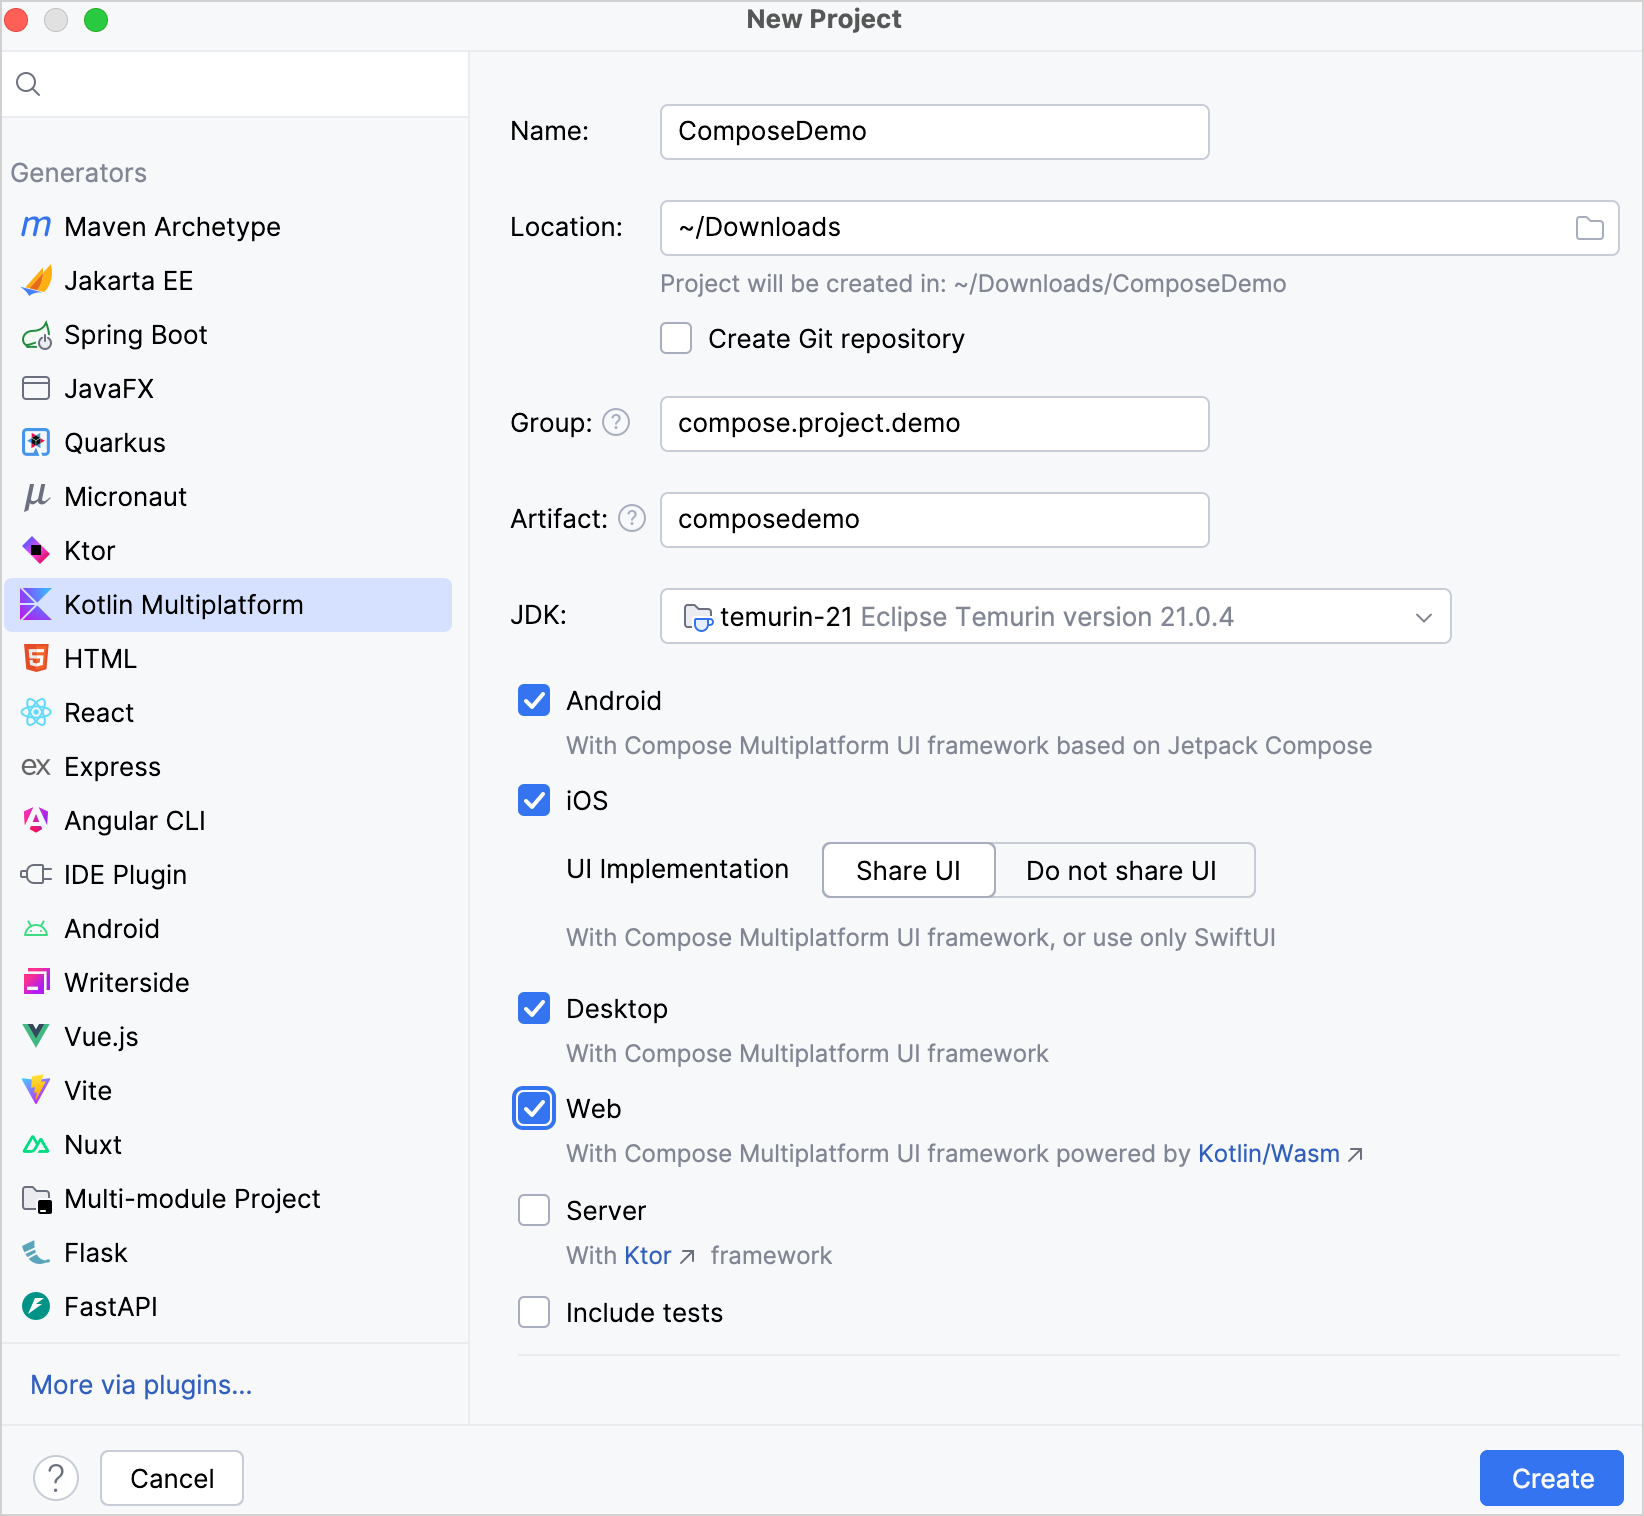 New Project
Generators
Maven Archetype
Jakarta EE
Spring Boot
JavaFX
Quarkus
Micronaut
Ktor
Kotlin Multiplatform
HTML
React
Express
Angular CLI
IDE Plugin
Android
Writerside
Vue.js
Vite
Nuxt
Multi-module Project
Flask
FastAPI
More via plugins...
Name: ComposeDemo
Location: ~/Downloads
Project will be created in: ~/Downloads/ComposeDemo
Create Git repository
Group: ? compose.project.demo
Artifact: ? composedemo
JDK: temurin-21 Eclipse Temurin version 21.0.4
Android
With Compose Multiplatform UI framework based on Jetpack Compose
iOS
UI Implementation Share UI Do not share UI
With Compose Multiplatform UI framework, or use only SwiftUI
Desktop
With Compose Multiplatform UI framework
Web
With Compose Multiplatform UI framework powered by Kotlin/Wasm ↗
Server
With Ktor ↗ framework
Include tests
? Cancel Create